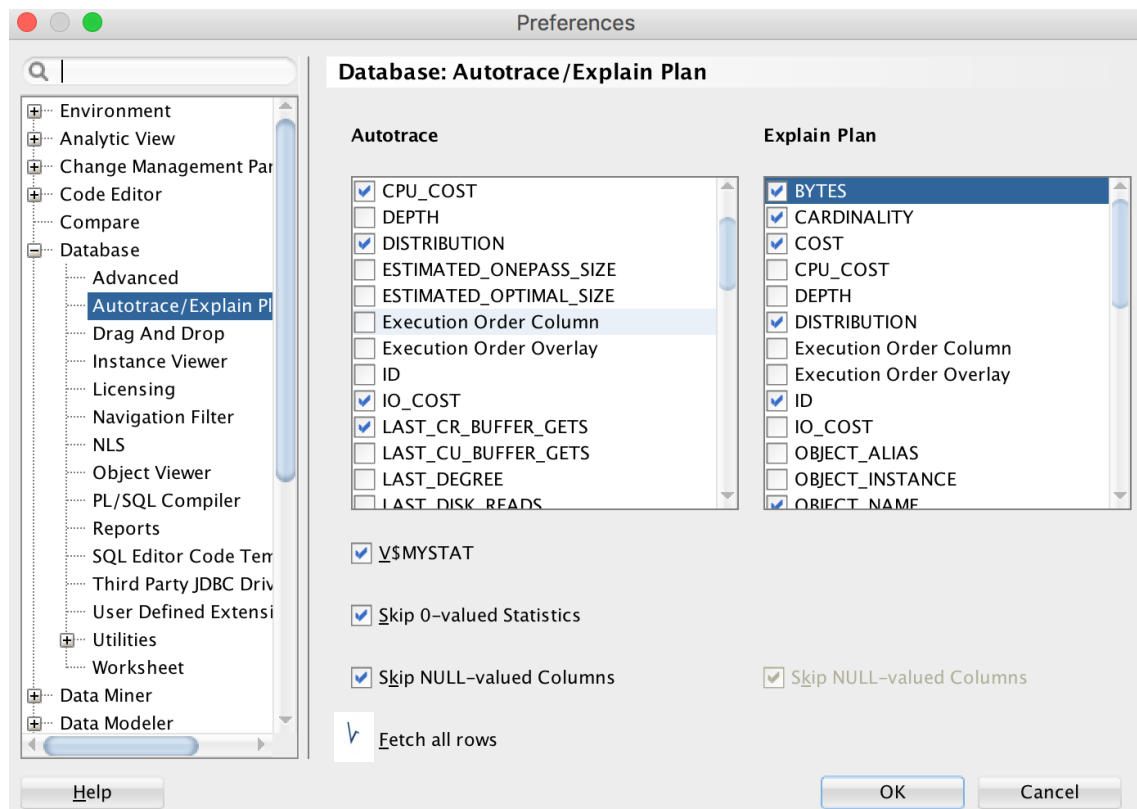 Preferences
Database: Autotrace/Explain Plan
Environment
Analytic View
Change Management Par
Code Editor
Compare
Database
Advanced
Autotrace/Explain Pl
Drag And Drop
Instance Viewer
Licensing
Navigation Filter
NLS
Object Viewer
PL/SQL Compiler
Reports
SQL Editor Code Tem
Third Party JDBC Driv
User Defined Extensi
Utilities
Worksheet
Data Miner
Data Modeler
Autotrace
CPU_COST
DEPTH
DISTRIBUTION
ESTIMATED_ONEPASS_SIZE
ESTIMATED_OPTIMAL_SIZE
Execution Order Column
Execution Order Overlay
ID
IO_COST
LAST_CR_BUFFER_GETS
LAST_CU_BUFFER_GETS
LAST_DEGREE
LAST_DISK_READS
Explain Plan
BYTES
CARDINALITY
COST
CPU_COST
DEPTH
DISTRIBUTION
Execution Order Column
Execution Order Overlay
ID
IO_COST
OBJECT_ALIAS
OBJECT_INSTANCE
OBJECT_NAME
V$MYSTAT
Skip 0-valued Statistics
Skip NULL-valued Columns
Skip NULL-valued Columns
Fetch all rows
Help
OK
Cancel